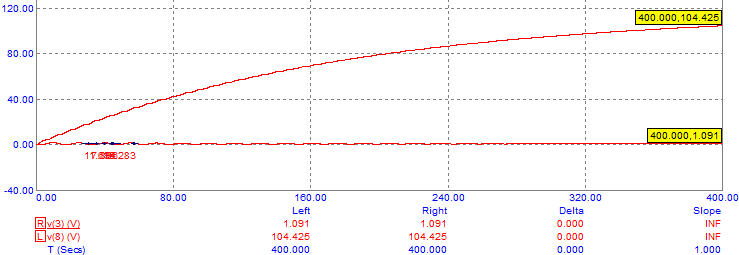 120.00
400.000,104.425
80.00
40.00
400.000,1.091
0.00
-40.00
0.00 80.00 160.00 240.00 320.00 400.00
Left Right Delta Slope
R v(3) (V) 1.091 1.091 0.000 INF
L v(8) (V) 104.425 104.425 0.000 INF
T (Secs) 400.000 400.000 0.000 1.000